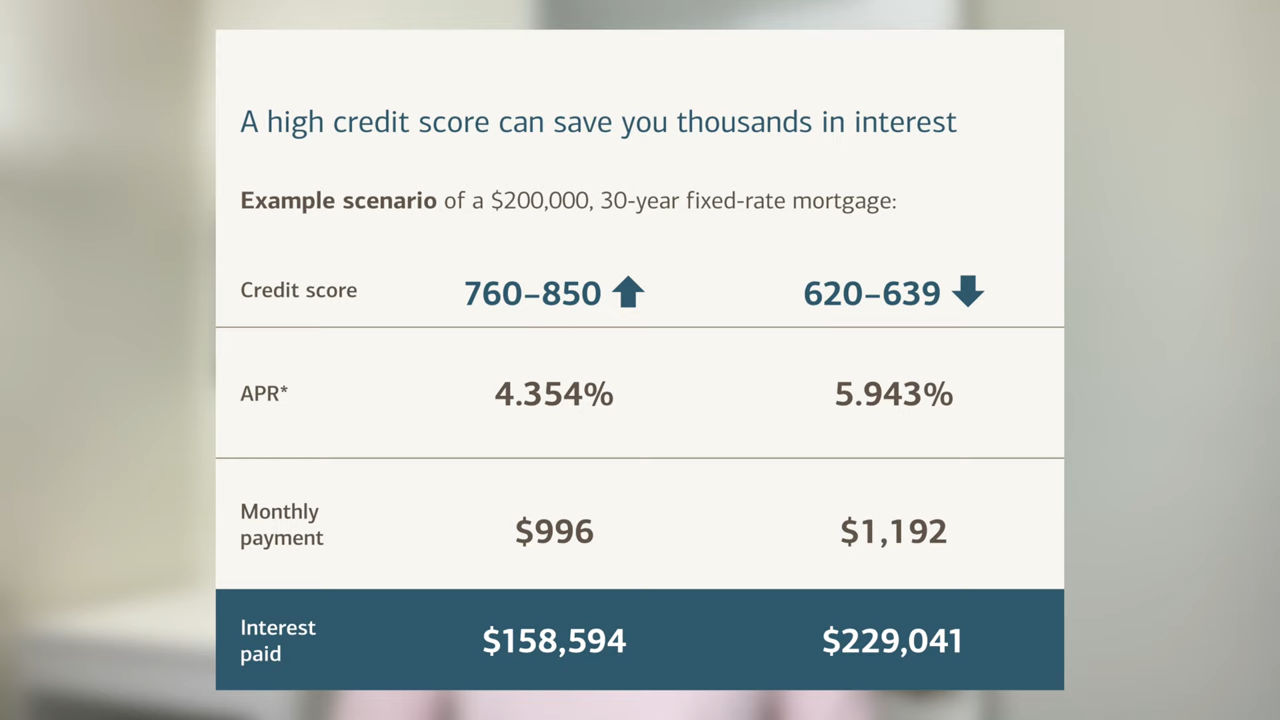 A high credit score can save you thousands in interest
Example scenario of a $200,000, 30-year fixed-rate mortgage:
Credit score 760–850 620–639
APR* 4.354% 5.943%
Monthly
payment $996 $1,192
Interest
paid $158,594 $229,041